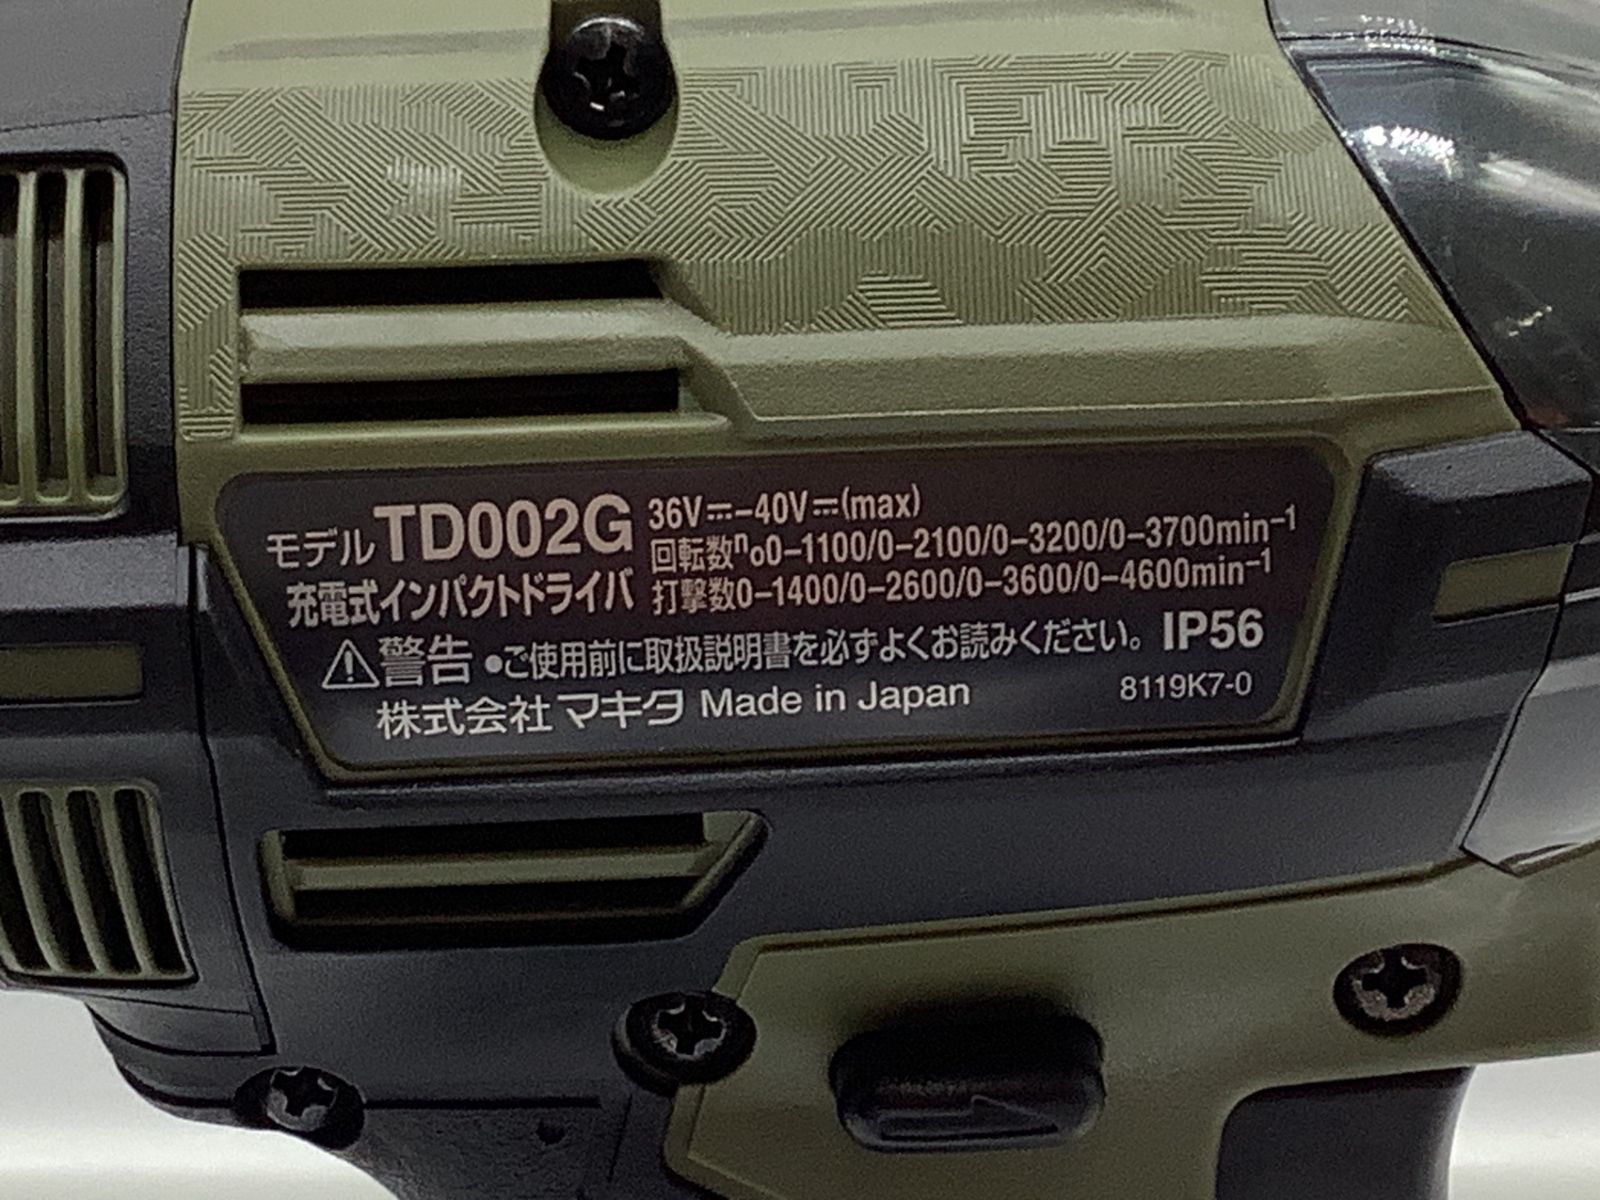 モデル TD002G 36V⎓-40V⎓(max)
充電式インパクトドライバ 回転数n₀0-1100/0-2100/0-3200/0-3700min⁻¹
打撃数0-1400/0-2600/0-3600/0-4600min⁻¹
⚠警告 ●ご使用前に取扱説明書を必ずよくお読みください。 IP56
株式会社 マキタ Made in Japan 8119K7-0